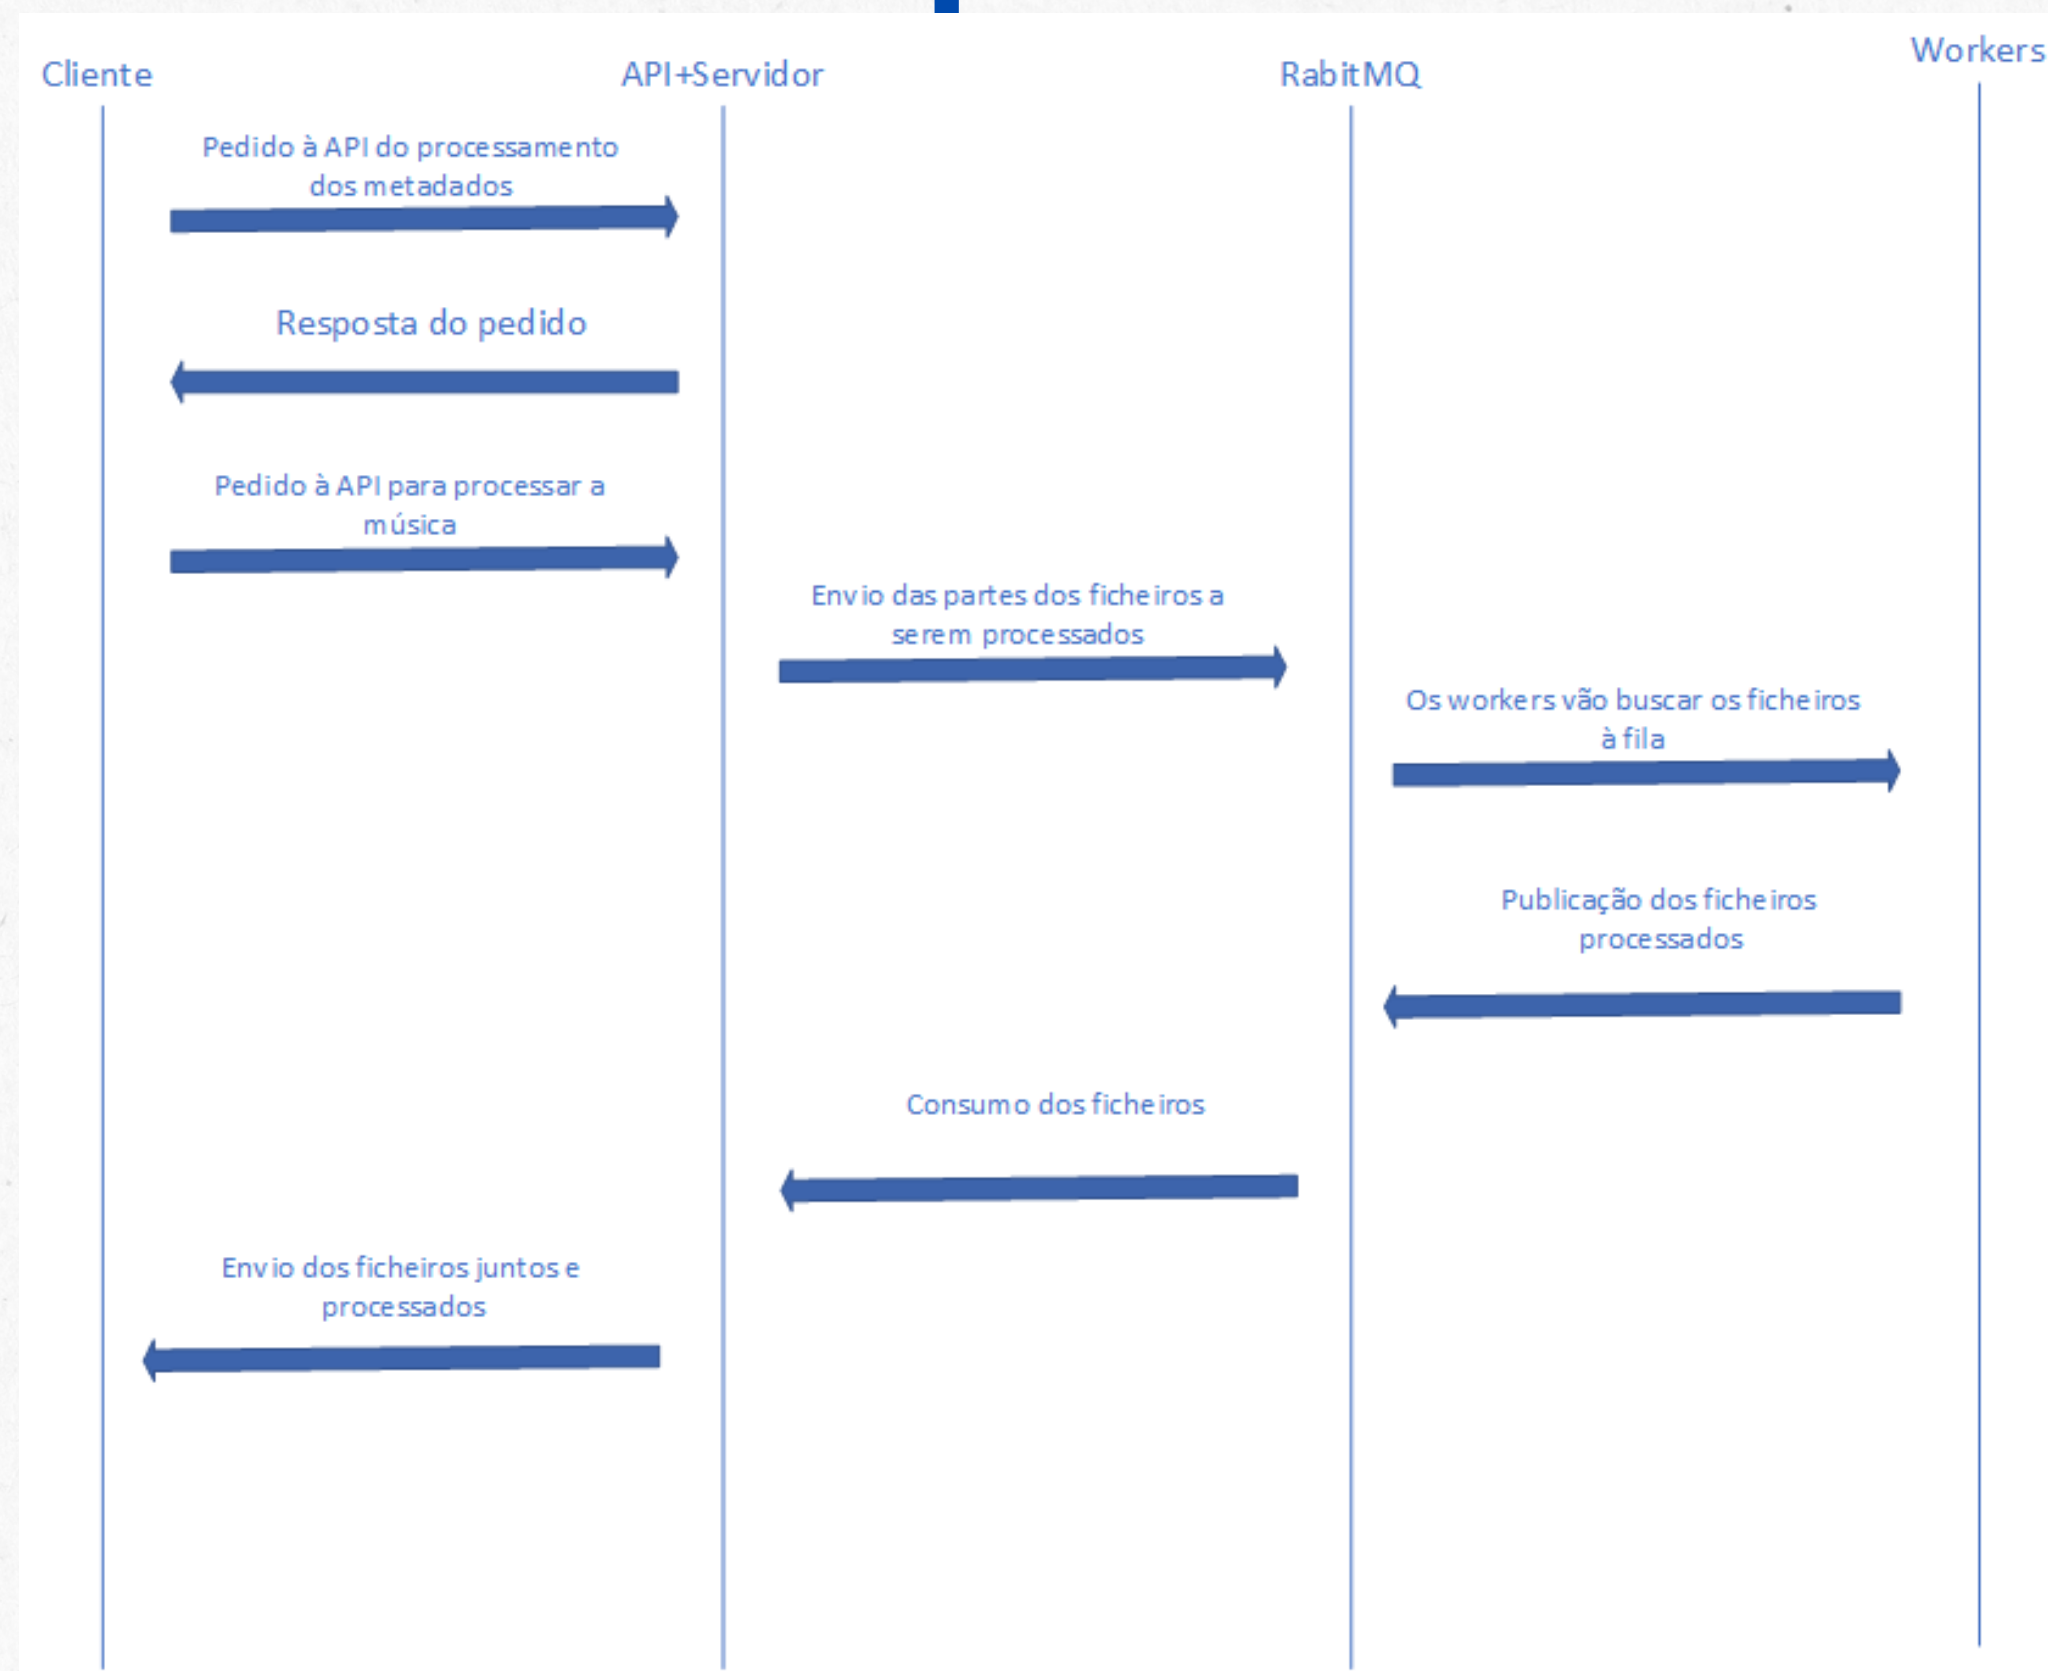 Cliente
API+Servidor
RabitMQ
Workers
Pedido à API do processamento
dos metadados
Resposta do pedido
Pedido à API para processar a
música
Envio das partes dos ficheiros a
serem processados
Os workers vão buscar os ficheiros
à fila
Publicação dos ficheiros
processados
Consumo dos ficheiros
Envio dos ficheiros juntos e
processados